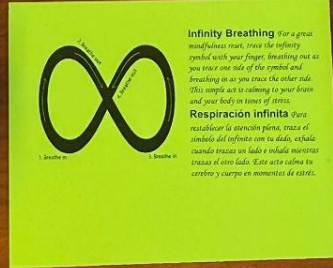 Infinity Breathing For a great
mindfulness reset, trace the infinity
symbol with your finger, breathing out as
you trace one side of the symbol and
breathing in as you trace the other side.
This simple act is calming to your brain
and your body in times of stress.
Respiración infinita Para
restablecer la atención plena, traza el
símbolo del infinito con tu dedo, exhala
cuando trazas un lado e inhala mientras
trazas el otro lado. Este acto calma tu
cerebro y cuerpo en momentos de estrés.
2. Breathe out
4. Breathe out
1. Breathe in
3. Breathe in